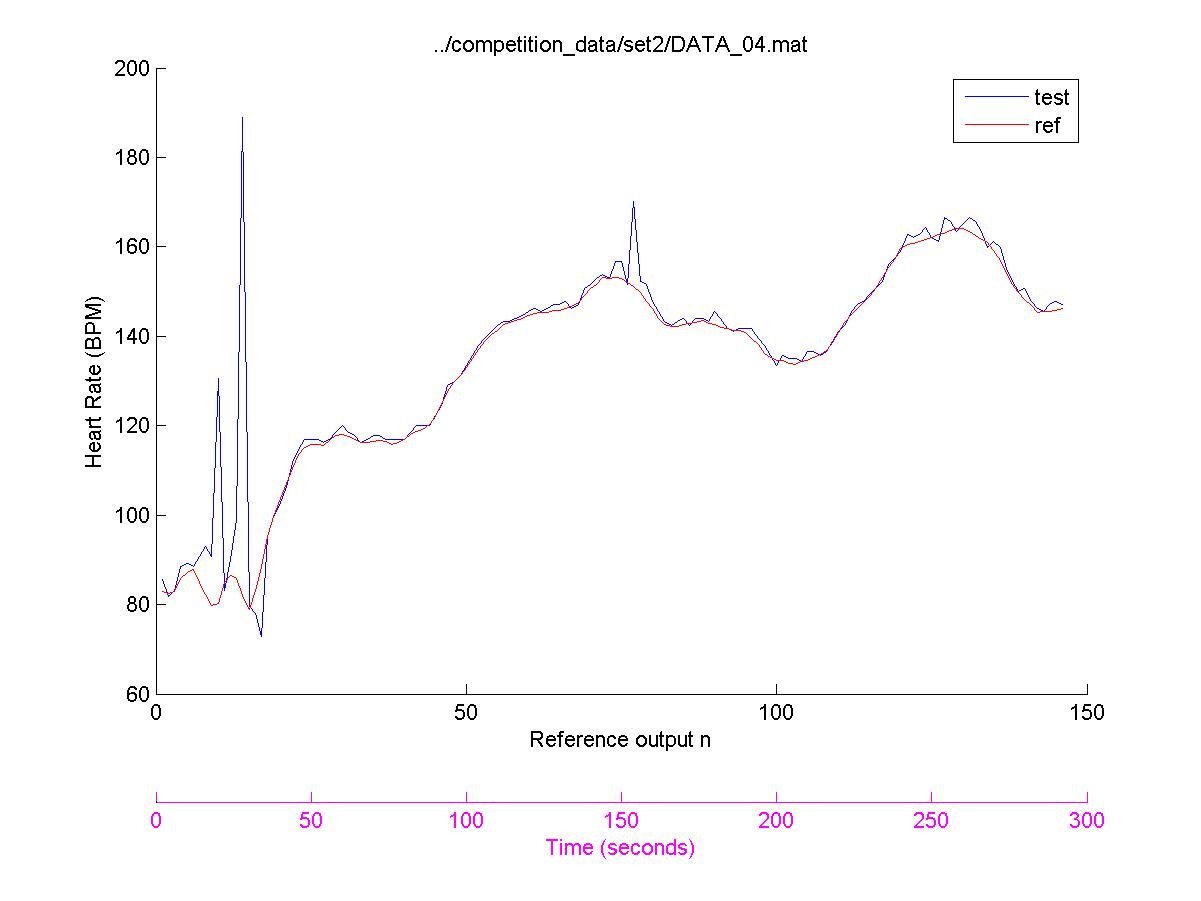 ../competition_data/set2/DATA_04.mat
test
ref
Heart Rate (BPM)
200
180
160
140
120
100
80
60
0 50 100 150
Reference output n
0 50 100 150 200 250 300
Time (seconds)